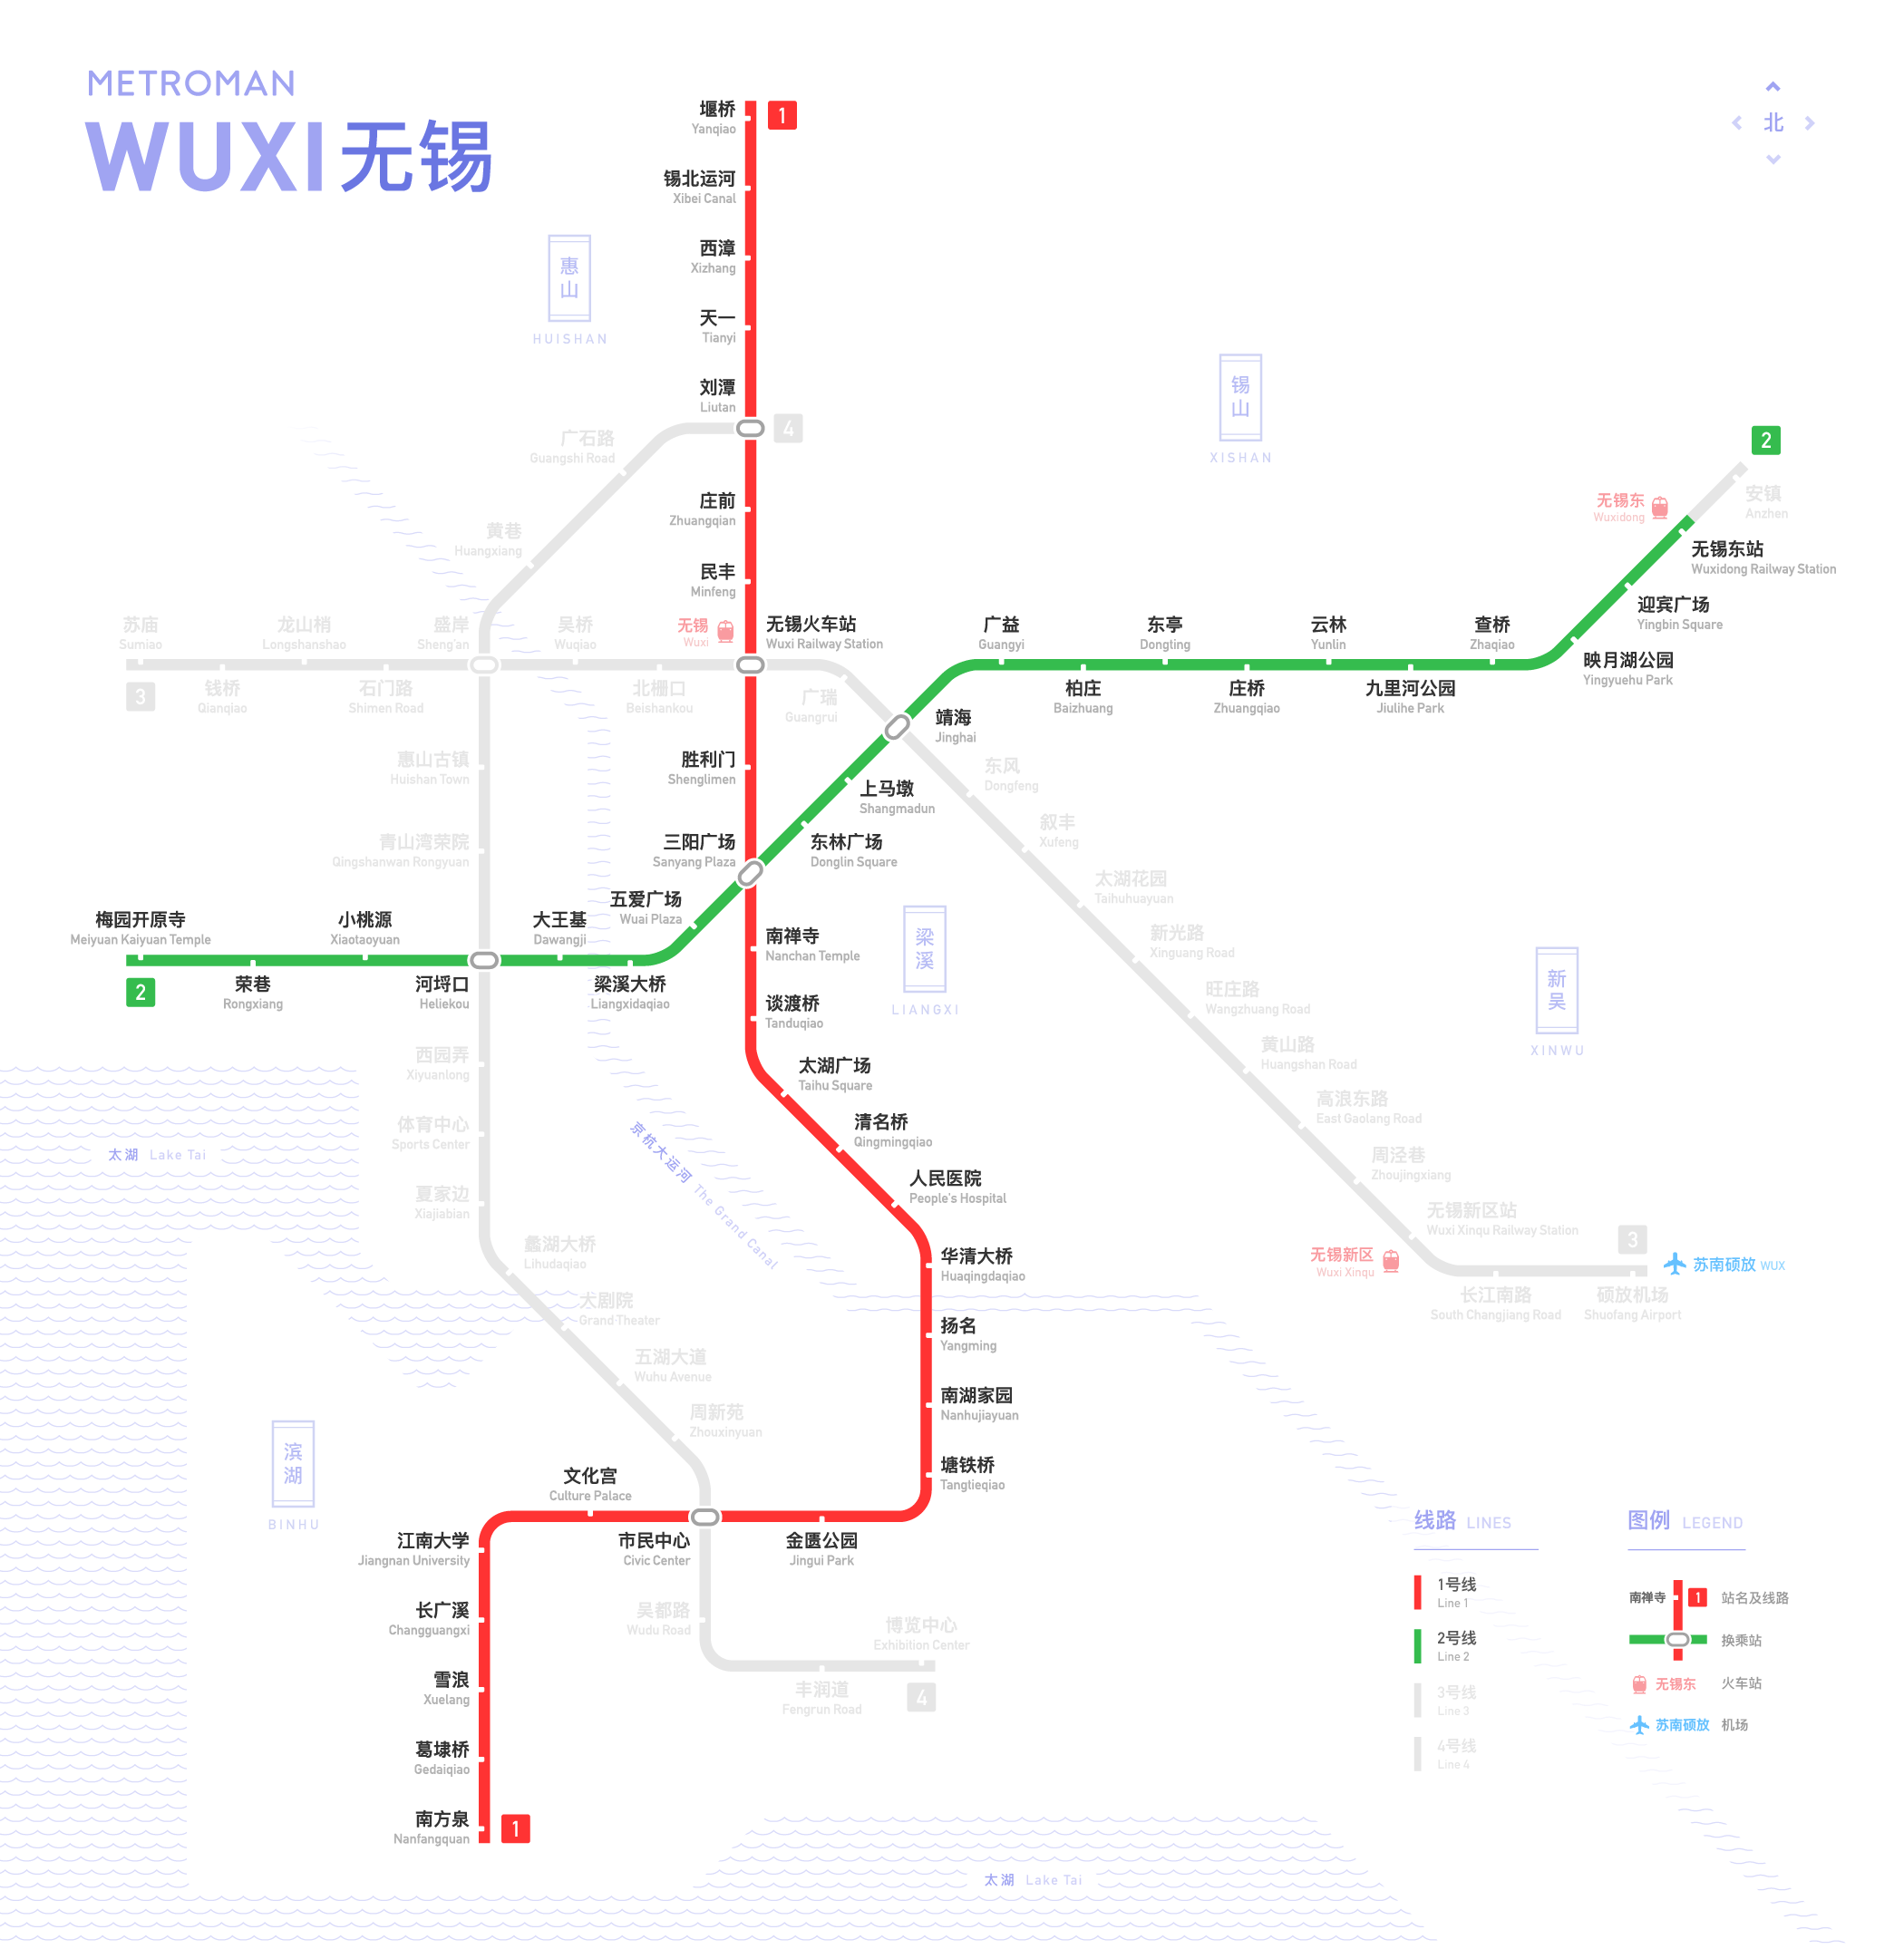 METROMAN
WUXI无锡
北
惠山
HUISHAN
锡山
XISHAN
梁溪
LIANGXI
新吴
XINWU
滨湖
BINHU
堰桥
Yanqiao
1
锡北运河
Xibei Canal
西漳
Xizhang
天一
Tianyi
刘潭
Liutan
4
庄前
Zhuangqian
民丰
Minfeng
无锡
Wuxi
无锡火车站
Wuxi Railway Station
胜利门
Shenglimen
三阳广场
Sanyang Plaza
南禅寺
Nanchan Temple
谈渡桥
Tanduqiao
太湖广场
Taihu Square
清名桥
Qingmingqiao
人民医院
People's Hospital
华清大桥
Huaqingdaqiao
扬名
Yangming
南湖家园
Nanhujiayuan
塘铁桥
Tangtieqiao
金匮公园
Jingui Park
市民中心
Civic Center
文化宫
Culture Palace
江南大学
Jiangnan University
长广溪
Changguangxi
雪浪
Xuelang
葛埭桥
Gedaiqiao
南方泉
Nanfangquan
1
梅园开原寺
Meiyuan Kaiyuan Temple
2
荣巷
Rongxiang
小桃源
Xiaotaoyuan
河埒口
Heliekou
大王基
Dawangji
梁溪大桥
Liangxidaqiao
五爱广场
Wuai Plaza
东林广场
Donglin Square
上马墩
Shangmadun
靖海
Jinghai
广益
Guangyi
柏庄
Baizhuang
东亭
Dongting
庄桥
Zhuangqiao
云林
Yunlin
九里河公园
Jiulihe Park
查桥
Zhaqiao
映月湖公园
Yingyuehu Park
迎宾广场
Yingbin Square
无锡东站
Wuxidong Railway Station
无锡东
Wuxidong
安镇
Anzhen
2
苏庙
Sumiao
3
钱桥
Qianqiao
龙山梢
Longshanshao
石门路
Shimen Road
盛岸
Sheng'an
吴桥
Wuqiao
北栅口
Beishankou
广瑞
Guangrui
东风
Dongfeng
叙丰
Xufeng
太湖花园
Taihuhuayuan
新光路
Xinguang Road
旺庄路
Wangzhuang Road
黄山路
Huangshan Road
高浪东路
East Gaolang Road
周泾巷
Zhoujingxiang
无锡新区站
Wuxi Xinqu Railway Station
无锡新区
Wuxi Xinqu
长江南路
South Changjiang Road
硕放机场
Shuofang Airport
3
苏南硕放 WUX
广石路
Guangshi Road
黄巷
Huangxiang
惠山古镇
Huishan Town
青山湾荣院
Qingshanwan Rongyuan
西园弄
Xiyuanlong
体育中心
Sports Center
夏家边
Xiajiabian
蠡湖大桥
Lihudaqiao
大剧院
Grand Theater
五湖大道
Wuhu Avenue
周新苑
Zhouxinyuan
吴都路
Wudu Road
丰润道
Fengrun Road
博览中心
Exhibition Center
4
太湖 Lake Tai
京杭大运河 The Grand Canal
太湖 Lake Tai
线路 LINES
1号线
Line 1
2号线
Line 2
3号线
Line 3
4号线
Line 4
图例 LEGEND
南禅寺 1 站名及线路
换乘站
无锡东 火车站
苏南硕放 机场